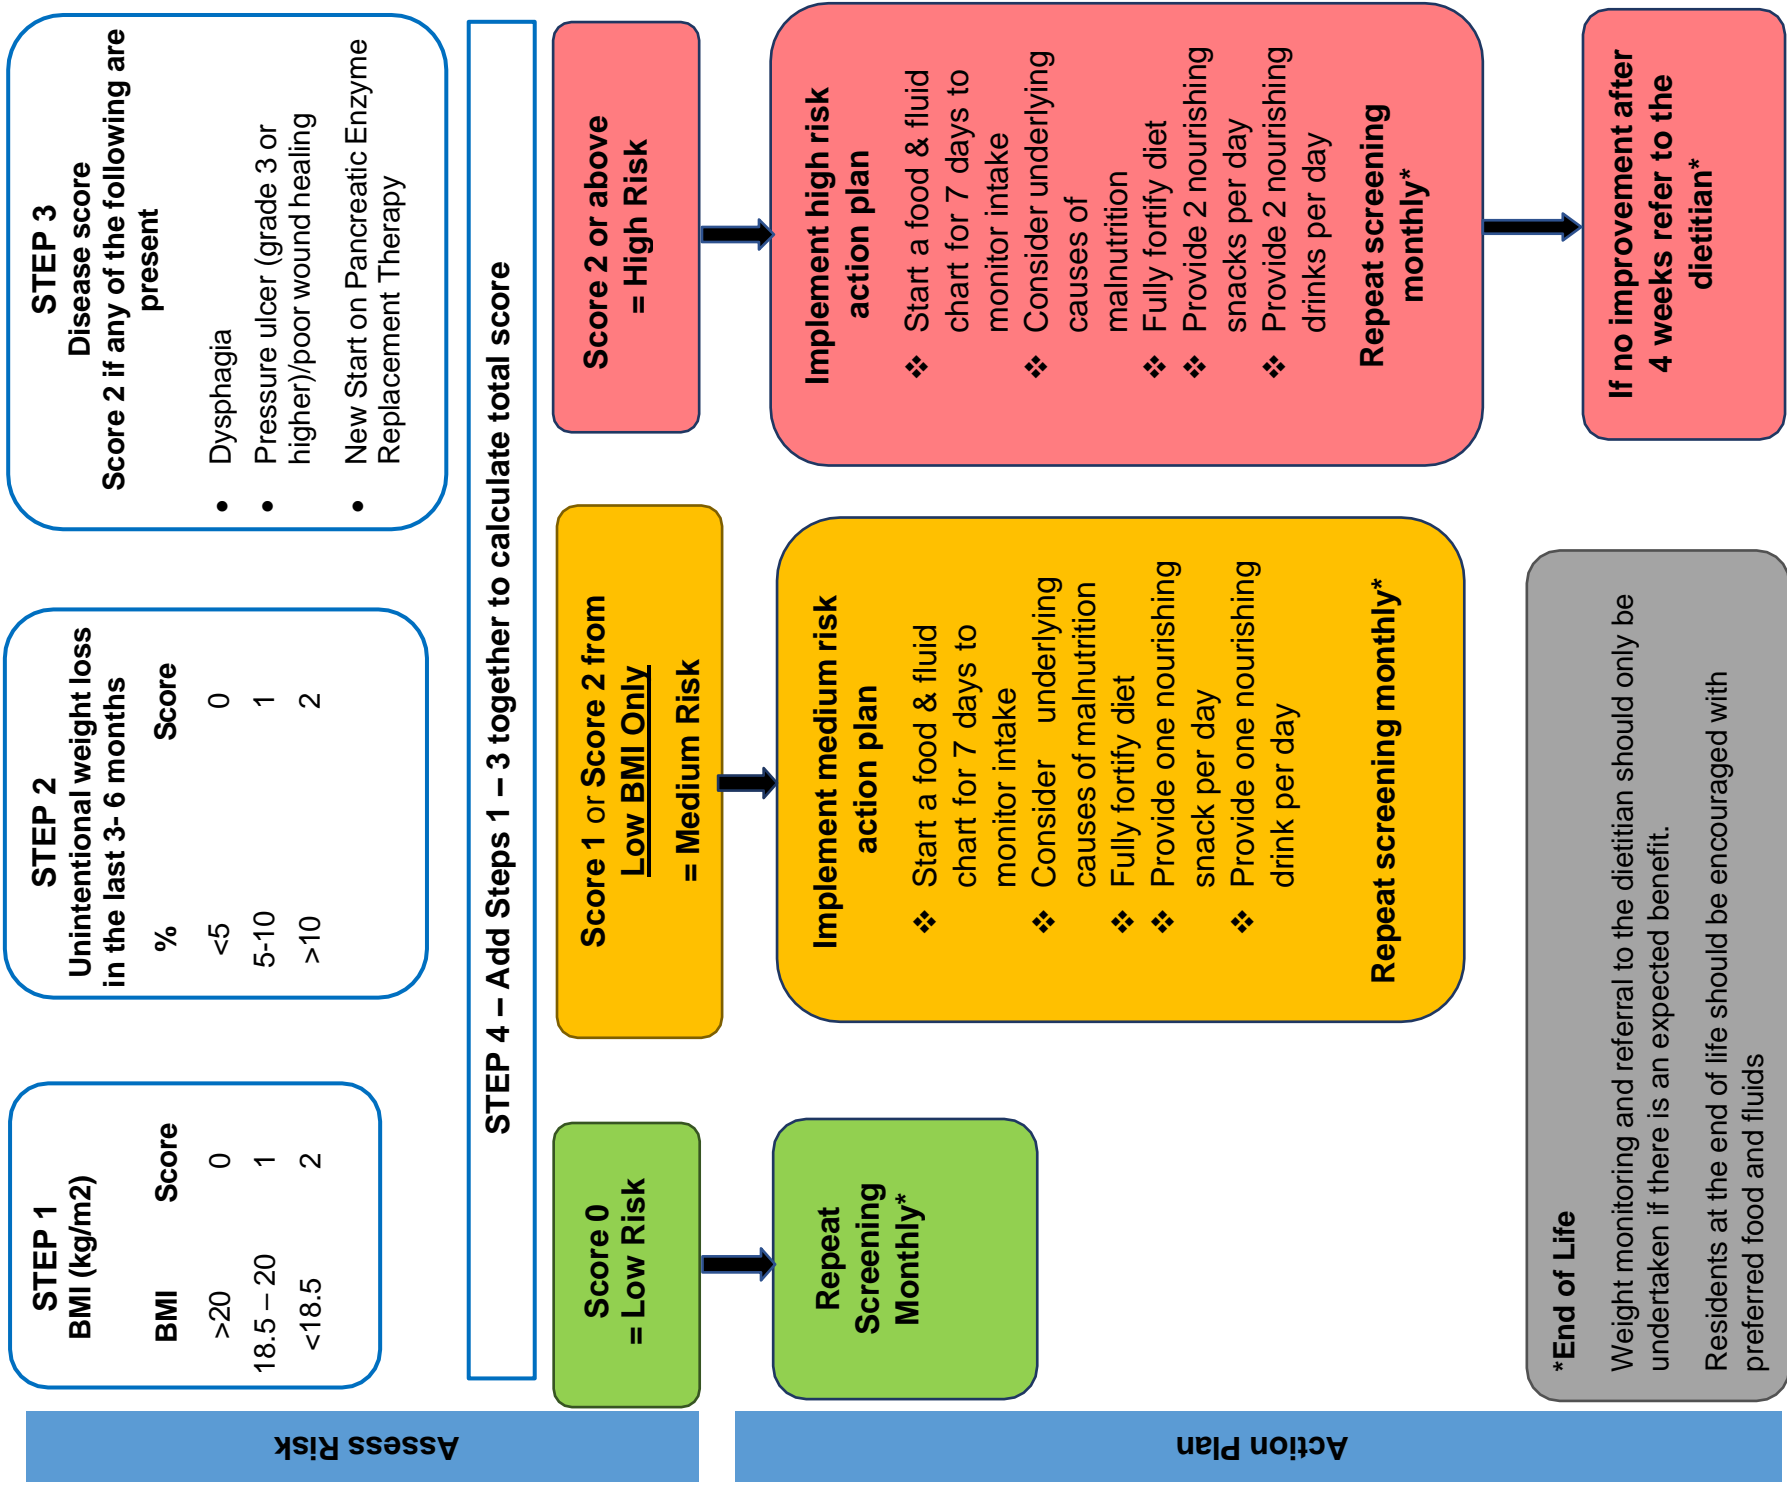 Assess Risk
STEP 1
BMI (kg/m2)
BMI Score
>20 0
18.5 – 20 1
<18.5 2
STEP 2
Unintentional weight loss
in the last 3- 6 months
% Score
<5 0
5-10 1
>10 2
STEP 3
Disease score
Score 2 if any of the following are
present
• Dysphagia
• Pressure ulcer (grade 3 or
higher)/poor wound healing
• New Start on Pancreatic Enzyme
Replacement Therapy
STEP 4 – Add Steps 1 – 3 together to calculate total score
Score 0
= Low Risk
Score 1 or Score 2 from
Low BMI Only
= Medium Risk
Score 2 or above
= High Risk
Action Plan
Repeat
Screening
Monthly*
Implement medium risk
action plan
❖ Start a food & fluid
chart for 7 days to
monitor intake
❖ Consider underlying
causes of malnutrition
❖ Fully fortify diet
❖ Provide one nourishing
snack per day
❖ Provide one nourishing
drink per day
Repeat screening monthly*
Implement high risk
action plan
❖ Start a food & fluid
chart for 7 days to
monitor intake
❖ Consider underlying
causes of
malnutrition
❖ Fully fortify diet
❖ Provide 2 nourishing
snacks per day
❖ Provide 2 nourishing
drinks per day
Repeat screening
monthly*
*End of Life
Weight monitoring and referral to the dietitian should only be
undertaken if there is an expected benefit.
Residents at the end of life should be encouraged with
preferred food and fluids
If no improvement after
4 weeks refer to the
dietitian*